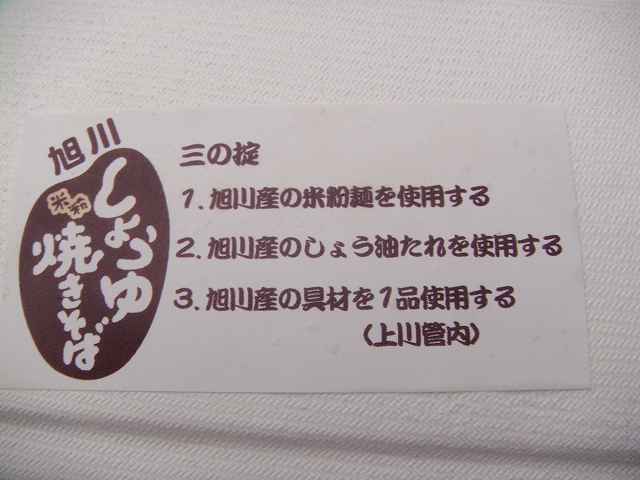 旭川
米粉
しょうゆ
焼きそば
三の掟
1.旭川産の米粉麺を使用する
2.旭川産のしょう油たれを使用する
3.旭川産の具材を1品使用する
(上川管内)